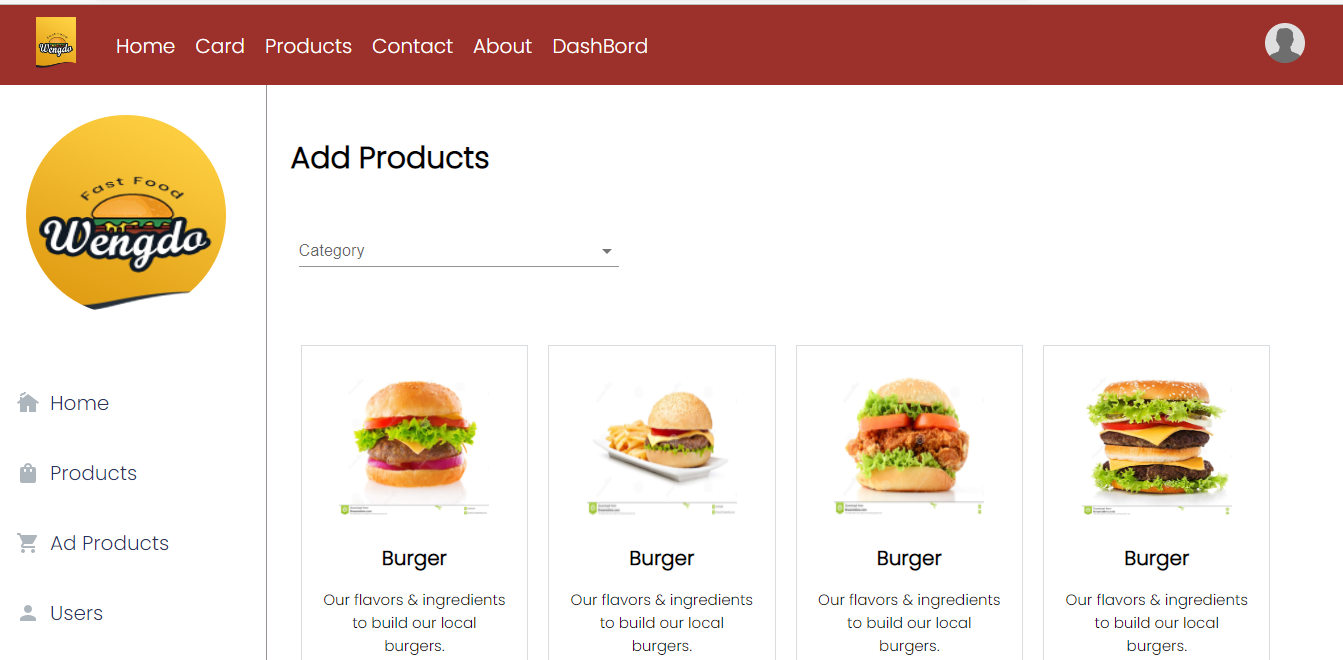 Wengdo
Home Card Products Contact About DashBord
Fast Food
Wengdo
Add Products
Category
Home
Products
Ad Products
Users
Burger
Our flavors & ingredients
to build our local
burgers.
Burger
Our flavors & ingredients
to build our local
burgers.
Burger
Our flavors & ingredients
to build our local
burgers.
Burger
Our flavors & ingredients
to build our local
burgers.